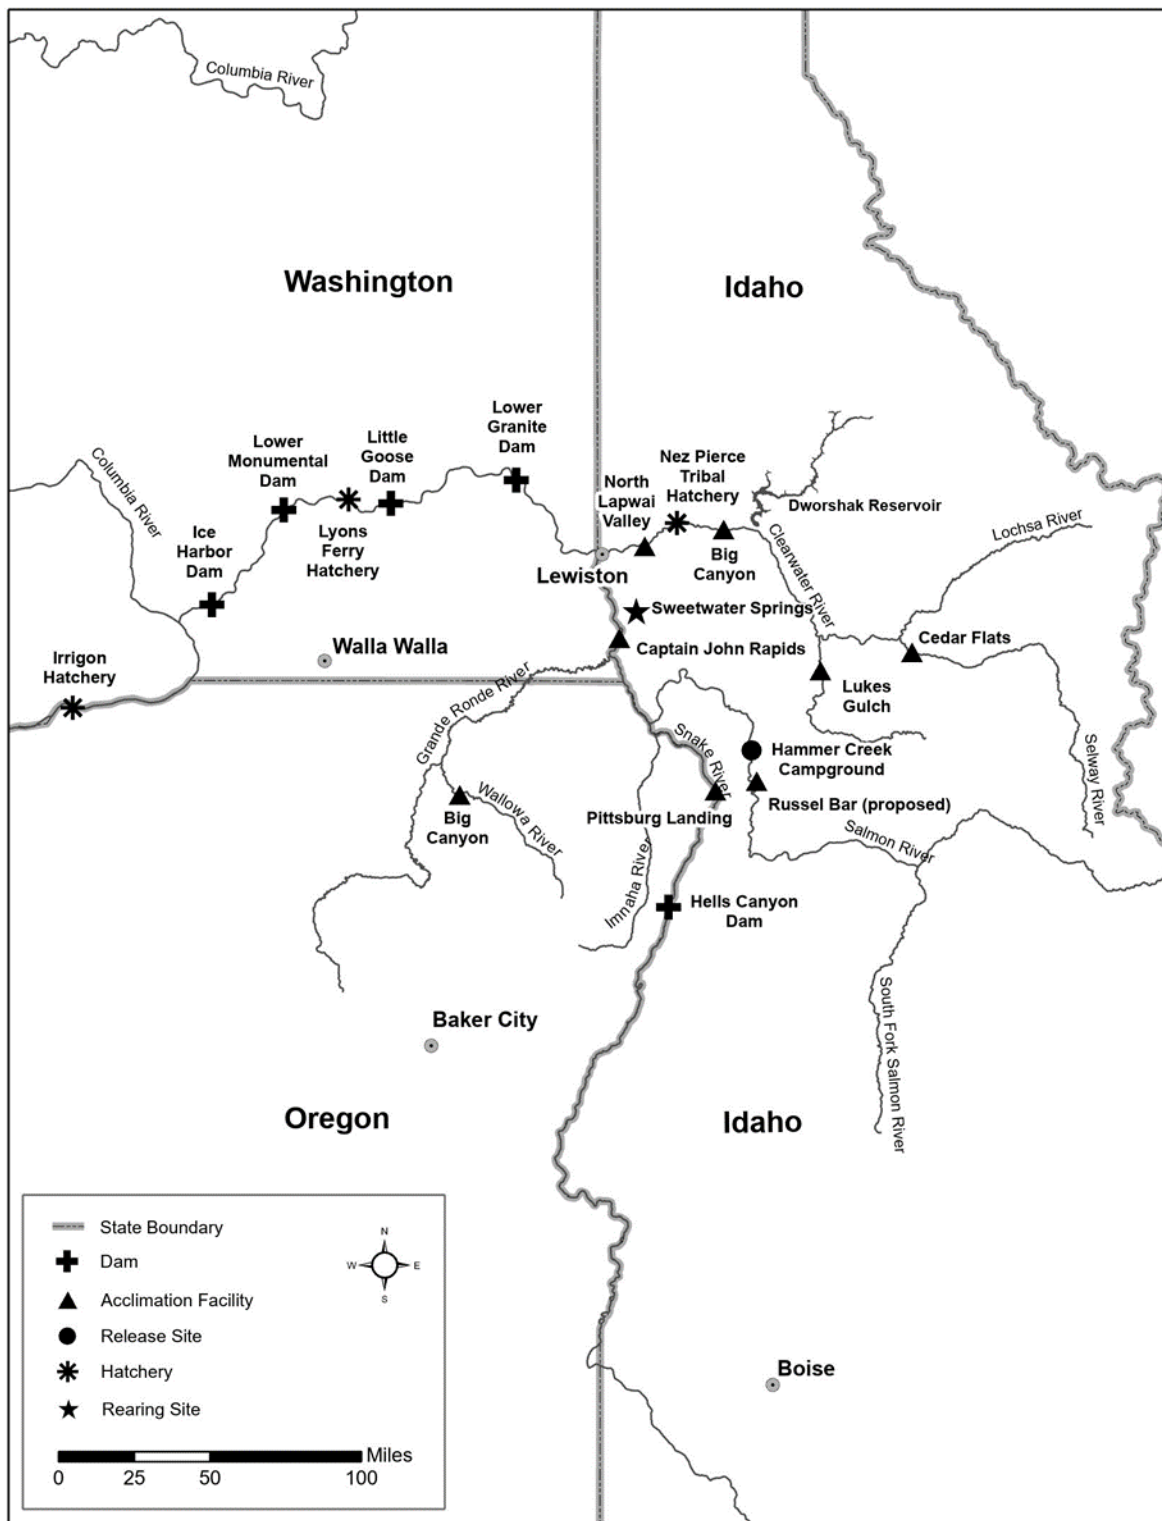 Columbia River
Washington
Idaho
Lower
Granite
Dam
Lower
Monumental
Dam
Little
Goose
Dam
Nez Pierce
Tribal
Hatchery
North
Lapwai
Valley
Columbia River
Dworshak Reservoir
Lochsa River
Ice
Harbor
Dam
Lyons
Ferry
Hatchery
Big
Canyon
Clearwater River
Lewiston
Sweetwater Springs
Captain John Rapids
Cedar Flats
Walla Walla
Irrigon
Hatchery
Grande Ronde River
Lukes
Gulch
Snake River
Hammer Creek
Campground
Selway River
Russel Bar (proposed)
Wallowa River
Big
Canyon
Pittsburg Landing
Salmon River
Imnaha River
Hells Canyon
Dam
South Fork Salmon River
Baker City
Oregon
Idaho
State Boundary
Dam
Acclimation Facility
Release Site
Hatchery
Rearing Site
N
W
E
S
Miles
0 25 50 100
Boise